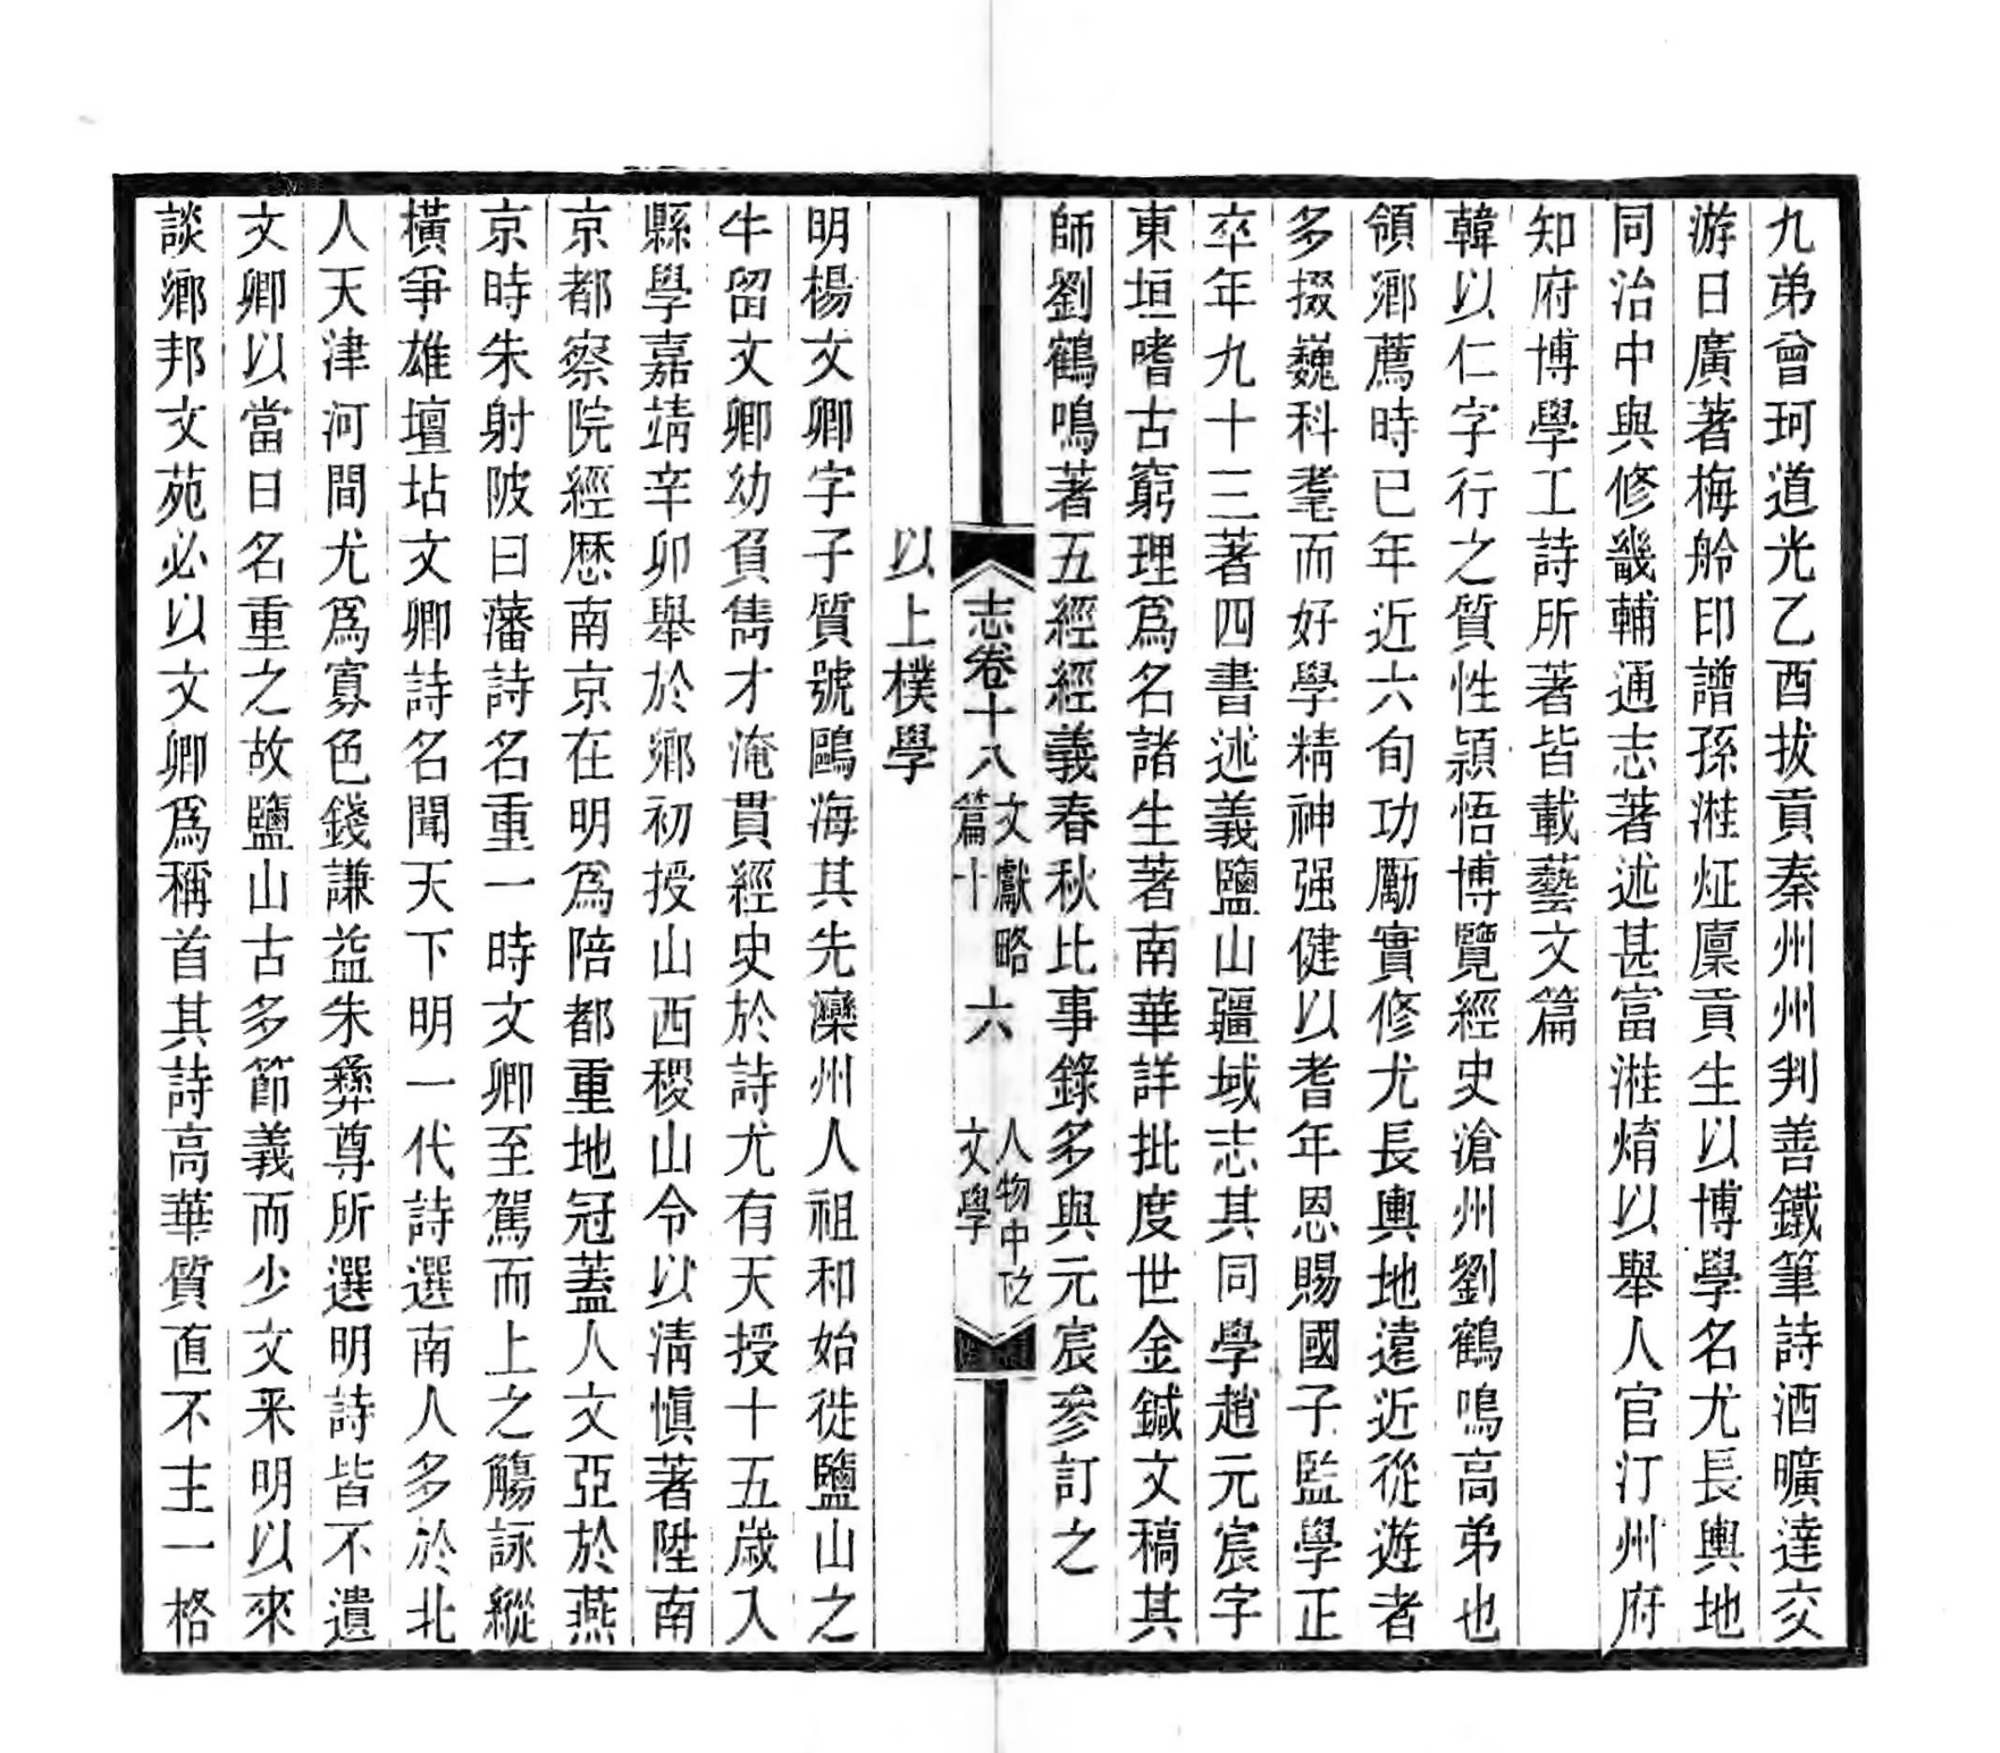 九弟曾珂道光乙酉拔貢秦州州判善鐵筆詩酒曠達交
游日廣著梅舲印譜孫漄炡廩貢生以博學名尤長輿地
同治中與修畿輔通志著述甚富漄焴以舉人官汀州府
知府博學工詩所著皆載藝文篇
韓以仁字行之質性頴悟博覽經史滄州劉鶴鳴高弟也
領鄉薦時已年近六旬功勵實修尤長輿地遠近從遊者
多掇巍科耄而好學精神强健以耆年恩賜國子監學正
卒年九十三著四書述義鹽山疆域志其同學趙元宸字
東垣嗜古窮理爲名諸生著南華詳批度世金鍼文稿其
師劉鶴鳴著五經經義春秋比事錄多與元宸參訂之
志卷十八 文獻略篇十 六 人物中 文學
以上樸學
明楊文卿字子質號鷗海其先灤州人祖和始徙鹽山之
牛留文卿幼負雋才淹貫經史於詩尤有天授十五歲入
縣學嘉靖辛卯舉於鄉初授山西稷山令以清愼著陞南
京都察院經歷南京在明爲陪都重地冠蓋人文亞於燕
京時朱射陂曰藩詩名重一時文卿至駕而上之觴詠縱
橫爭雄壇坫文卿詩名聞天下明一代詩選南人多於北
人天津河間尤爲寡色錢謙益朱彝尊所選明詩皆不遺
文卿以當日名重之故鹽山古多節義而少文采明以來
談鄉邦文苑必以文卿爲稱首其詩高華質直不主一格